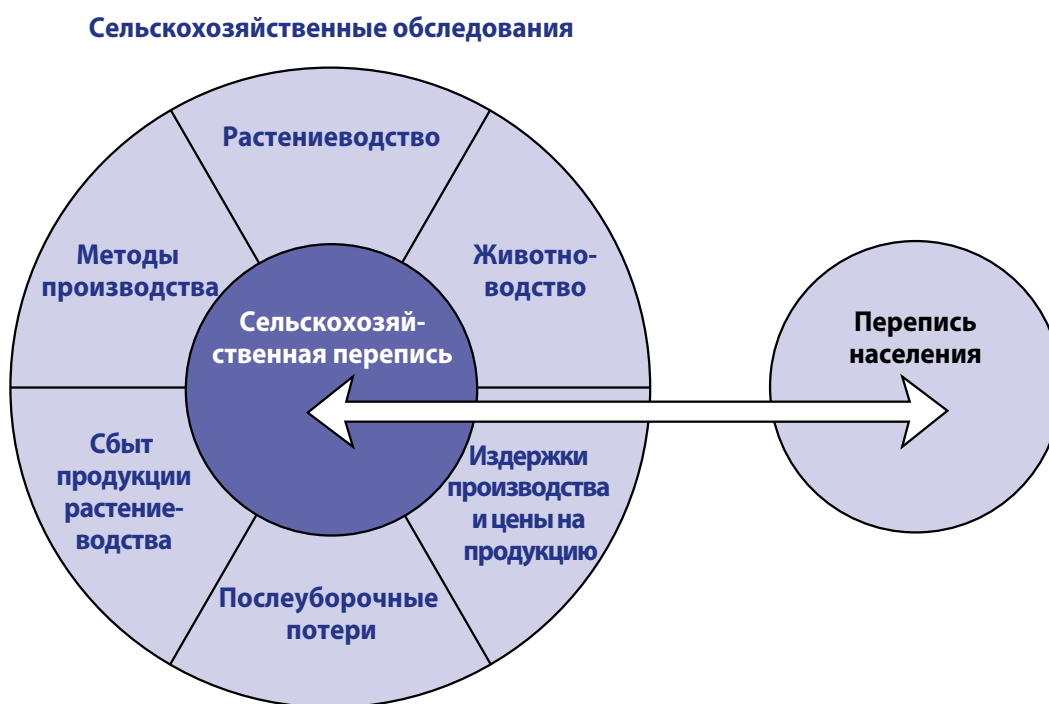 Сельскохозяйственные обследования
Растениеводство
Методы
производства
Животно-
водство
Сельскохозяй-
ственная перепись
Перепись
населения
Сбыт
продукции
растение-
водства
Издержки
производства
и цены на
продукцию
Послеуборочные
потери